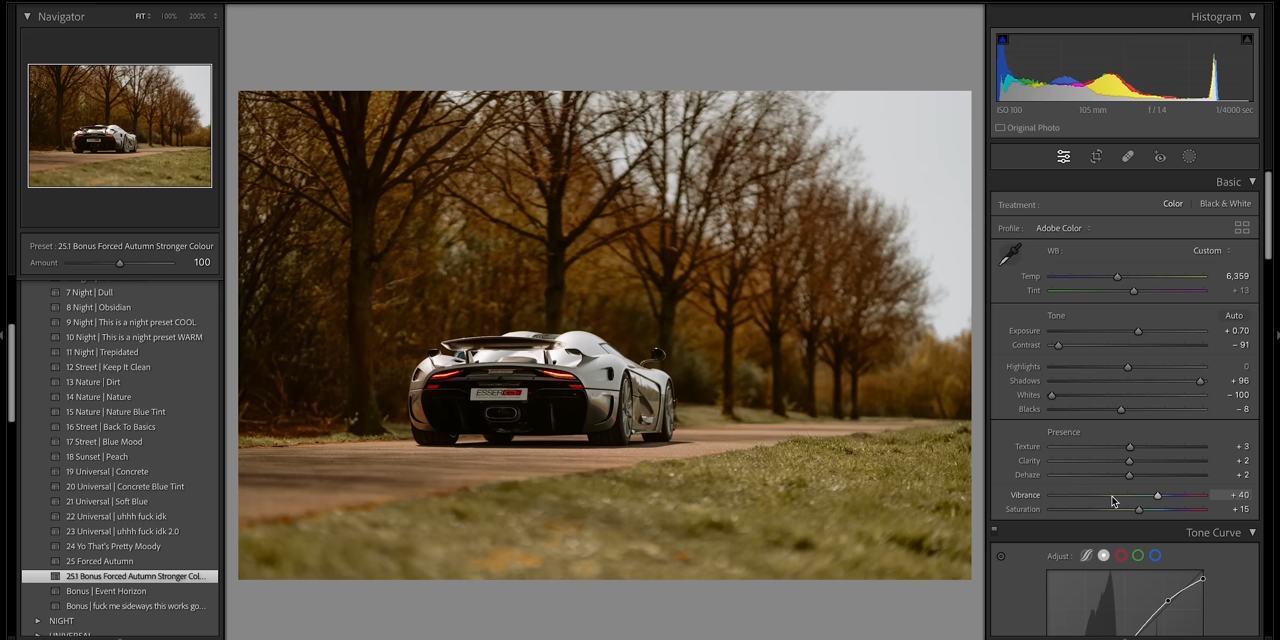 Navigator
FIT 100% 200%
Preset : 25.1 Bonus Forced Autumn Stronger Colour
Amount 100
7 Night | Dull
8 Night | Obsidian
9 Night | This is a night preset COOL
10 Night | This is a night preset WARM
11 Night | Trepidated
12 Street | Keep It Clean
13 Nature | Dirt
14 Nature | Nature
15 Nature | Nature Blue Tint
16 Street | Back To Basics
17 Street | Blue Mood
18 Sunset | Peach
19 Universal | Concrete
20 Universal | Concrete Blue Tint
21 Universal | Soft Blue
22 Universal | uhhh fuck idk
23 Universal | uhhh fuck idk 2.0
24 Yo That's Pretty Moody
25 Forced Autumn
25.1 Bonus Forced Autumn Stronger Col...
Bonus | Event Horizon
Bonus | fuck me sideways this works go...
NIGHT
UNIVERSAL
ESSEREGG
Histogram
ISO 100 105 mm f / 1.4 1/4000 sec
Original Photo
Basic
Treatment : Color | Black & White
Profile : Adobe Color
WB : Custom
Temp 6,359
Tint + 13
Tone Auto
Exposure + 0.70
Contrast – 91
Highlights 0
Shadows + 96
Whites – 100
Blacks – 8
Presence
Texture + 3
Clarity + 2
Dehaze + 2
Vibrance + 40
Saturation + 15
Tone Curve
Adjust :